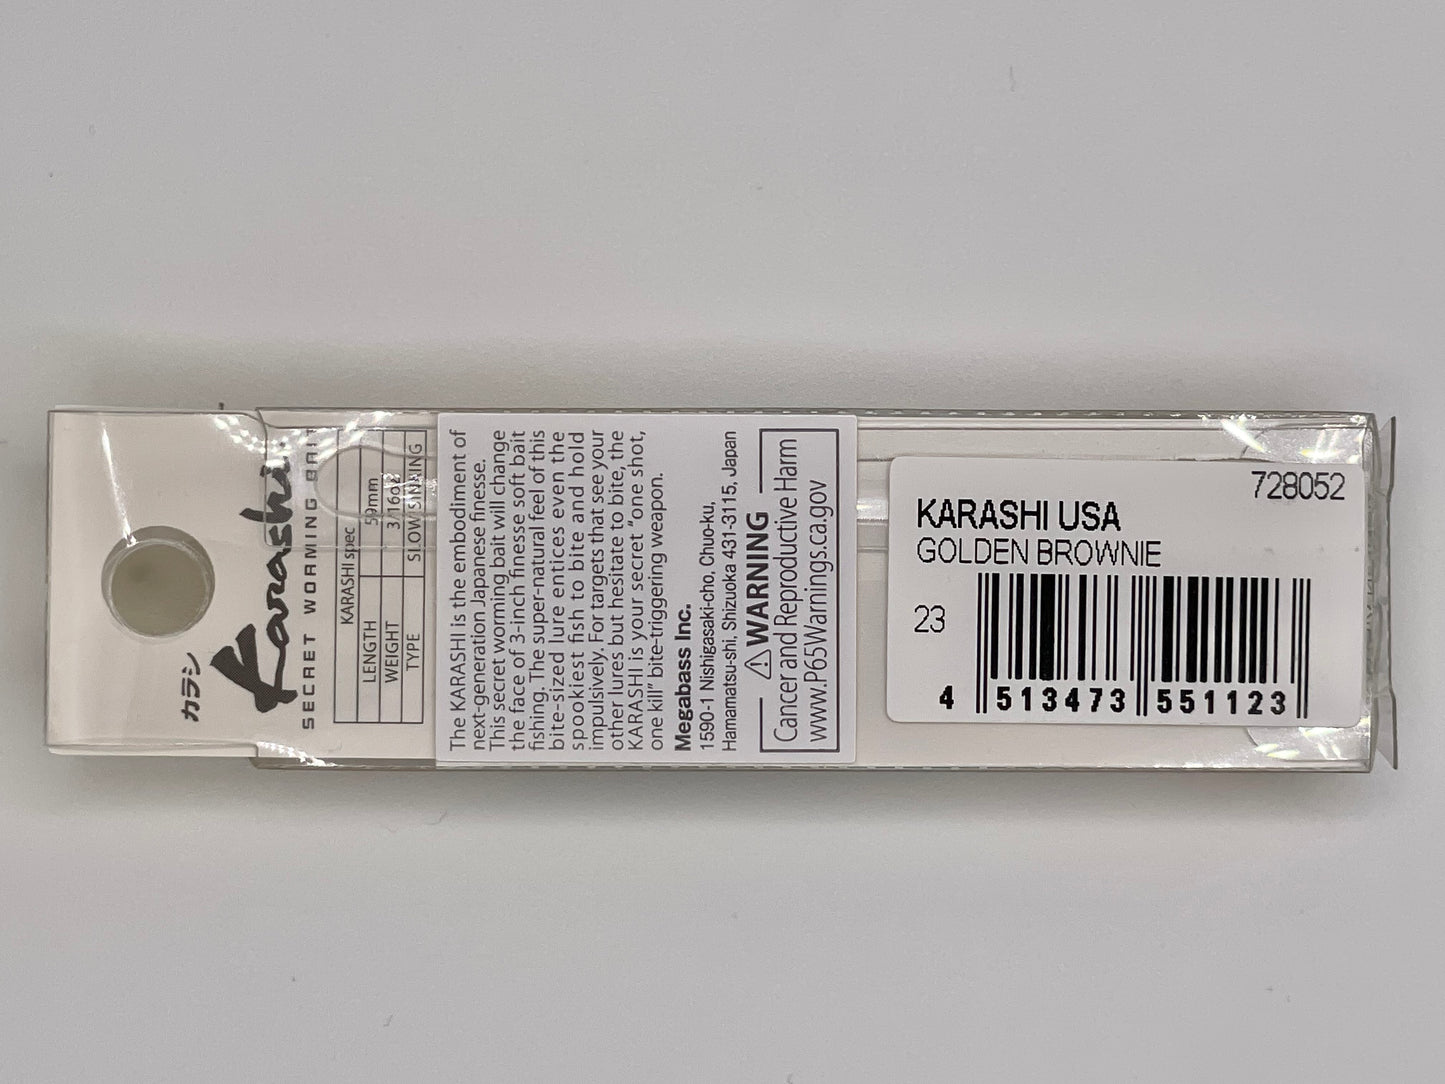 カラシ
Karashi
SECRET WORMING BAIT
KARASHI spec
LENGTH 59mm
WEIGHT 3/16oz
TYPE SLOW SINKING
The KARASHI is the embodiment of
next-generation Japanese finesse.
This secret worming bait will change
the face of 3-inch finesse soft bait
fishing. The super-natural feel of this
bite-sized lure entices even the
spookiest fish to bite and hold
impulsively. For targets that see your
other lures but hesitate to bite, the
KARASHI is your secret "one shot,
one kill" bite-triggering weapon.
Megabass Inc.
1590-1 Nishigasaki-cho, Chuo-ku,
Hamamatsu-shi, Shizuoka 431-3115, Japan
⚠WARNING
Cancer and Reproductive Harm
www.P65Warnings.ca.gov
728052
KARASHI USA
GOLDEN BROWNIE
23
4 513473 551123